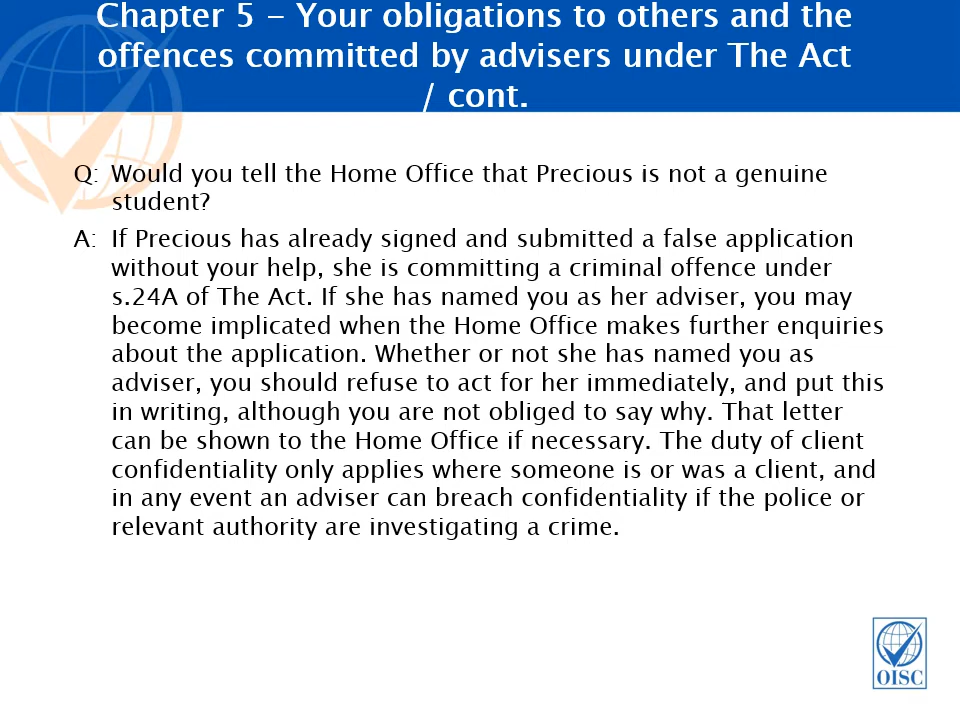 Chapter 5 – Your obligations to others and the
offences committed by advisers under The Act
/ cont.
Q: Would you tell the Home Office that Precious is not a genuine
student?
A: If Precious has already signed and submitted a false application
without your help, she is committing a criminal offence under
s.24A of The Act. If she has named you as her adviser, you may
become implicated when the Home Office makes further enquiries
about the application. Whether or not she has named you as
adviser, you should refuse to act for her immediately, and put this
in writing, although you are not obliged to say why. That letter
can be shown to the Home Office if necessary. The duty of client
confidentiality only applies where someone is or was a client, and
in any event an adviser can breach confidentiality if the police or
relevant authority are investigating a crime.
OISC